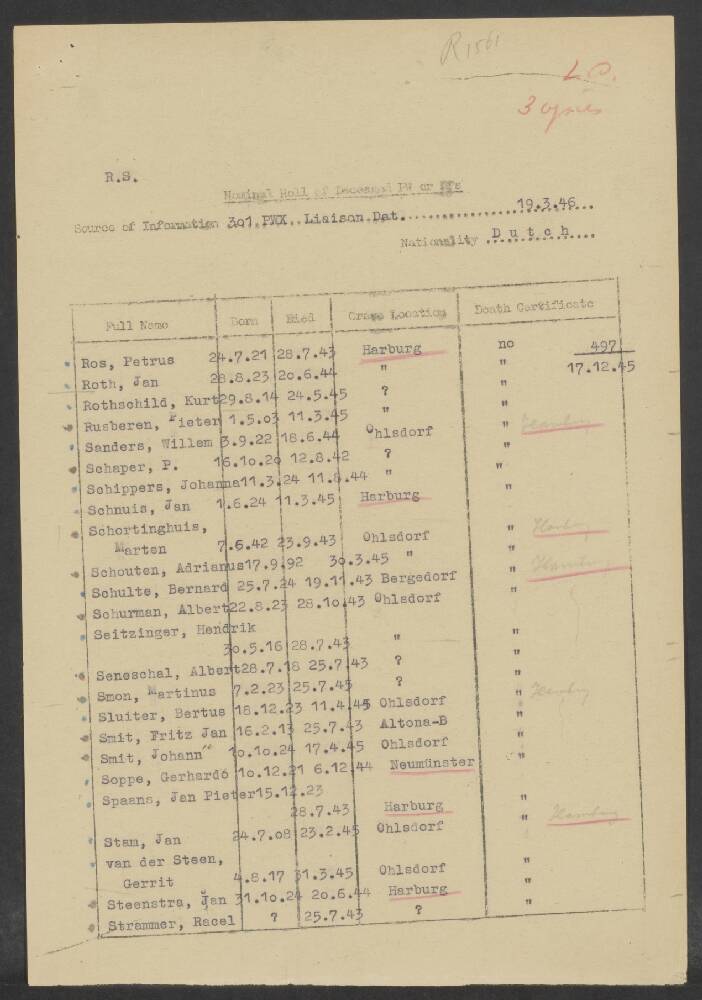 R1561
L.C.
3 copies
R.S.
Nominal Roll of Deceased PW or
Source of Information 301 PWX. Liaison Dat. 19.3.46.
Nationality Dutch
Full Name Born Died Grave Location Death Certificate
Ros, Petrus 24.7.21 28.7.43 Harburg no 497
Roth, Jan 28.8.23 20.6.44 " " 17.12.45
Rothschild, Kurt 29.8.14 24.5.45 ? "
Rusberen, Pieter 1.5.03 11.3.45 " "
Sanders, Willem 3.9.22 18.6.44 Ohlsdorf " Hamburg
Schaper, P. 16.10.20 12.8.42 ? "
Schippers, Johanna 11.3.24 11.8.44 " "
Schnuis, Jan 1.6.24 11.3.45 Harburg "
Schortinghuis,
Marten 7.6.42 23.9.43 Ohlsdorf " Hamburg
Schouten, Adrianus 17.9.92 30.3.45 " "
Schulte, Bernard 25.7.24 19.11.43 Bergedorf " Hamburg
Schurman, Albert 22.8.23 28.10.43 Ohlsdorf "
Seitzinger, Hendrik
30.5.16 28.7.43 " "
Seneschal, Albert 28.7.18 25.7.43 ? "
Smon, Martinus 7.2.23 25.7.43 ? "
Sluiter, Bertus 18.12.23 11.4.45 Ohlsdorf " Hamburg
Smit, Fritz Jan 16.2.13 25.7.43 Altona-B "
Smit, Johann" 10.10.24 17.4.45 Ohlsdorf "
Soppe, Gerhardo 10.12.21 6.12.44 Neumünster "
Spaans, Jan Pieter 15.12.23
28.7.43 Harburg "
Stam, Jan 24.7.08 23.2.45 Ohlsdorf " Hamburg
van der Steen,
Gerrit 4.8.17 31.3.45 Ohlsdorf "
Steenstra, Jan 31.10.24 20.6.44 Harburg "
Strammer, Racel ? 25.7.43 ? "